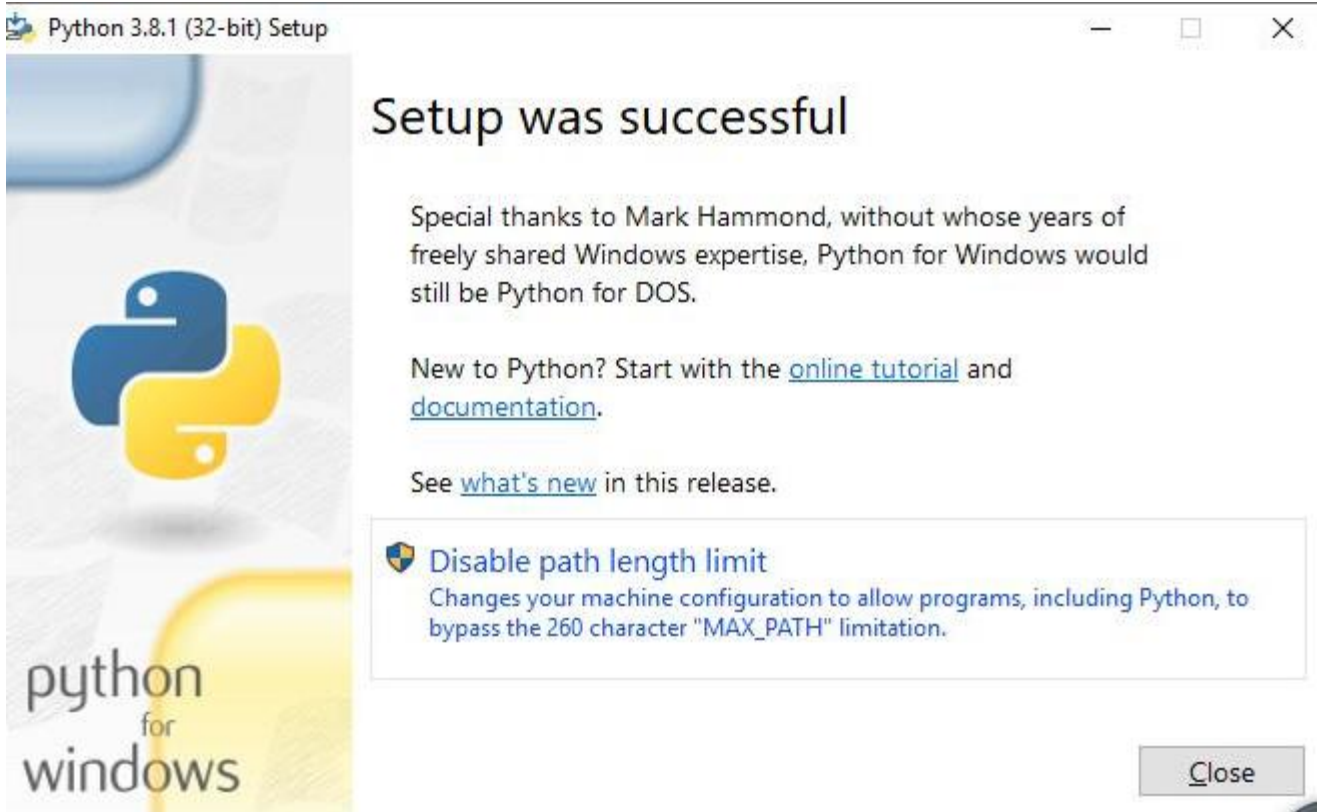 Python 3.8.1 (32-bit) Setup
Setup was successful
Special thanks to Mark Hammond, without whose years of
freely shared Windows expertise, Python for Windows would
still be Python for DOS.
New to Python? Start with the online tutorial and
documentation.
See what's new in this release.
Disable path length limit
Changes your machine configuration to allow programs, including Python, to
bypass the 260 character "MAX_PATH" limitation.
python
for
windows
Close